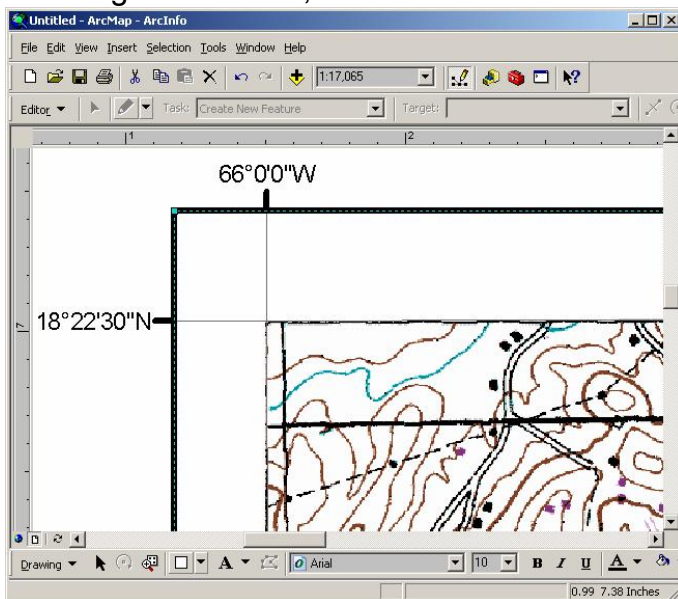 Untitled - ArcMap - ArcInfo
File Edit View Insert Selection Tools Window Help
1:17,065
Editor Task: Create New Feature Target:
1 2
66°0'0"W
18°22'30"N
7
Drawing A Arial 10 B I U A
0.99 7.38 Inches